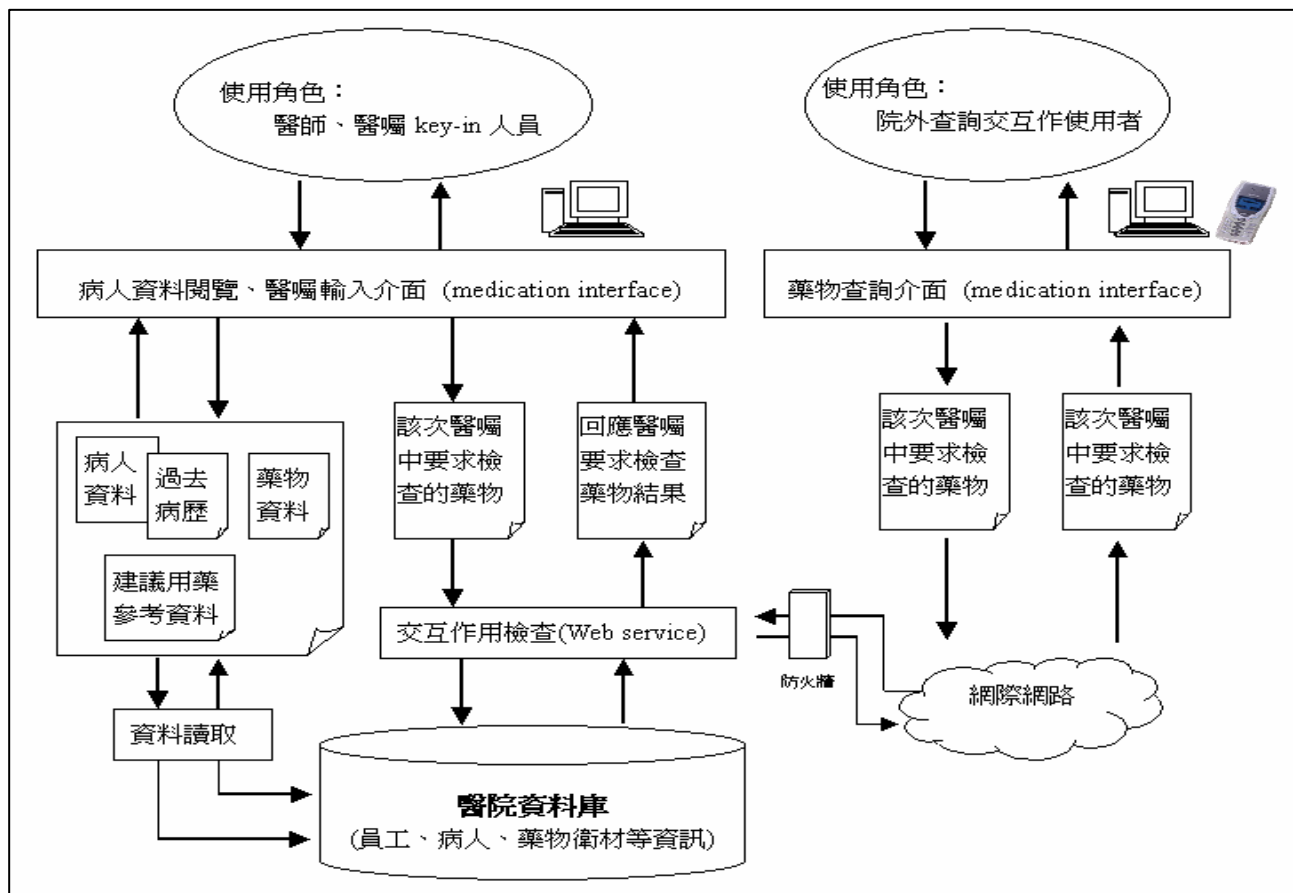 使用角色：
醫師、醫囑 key-in 人員
使用角色：
院外查詢交互作使用者
病人資料閱覽、醫囑輸入介面 (medication interface)
藥物查詢介面 (medication interface)
病人
資料
過去
病歷
藥物
資料
建議用藥
參考資料
該次醫囑
中要求檢
查的藥物
回應醫囑
要求檢查
藥物結果
該次醫囑
中要求檢
查的藥物
該次醫囑
中要求檢
查的藥物
交互作用檢查(Web service)
防火牆
網際網路
資料讀取
醫院資料庫
(員工、病人、藥物衛材等資訊)